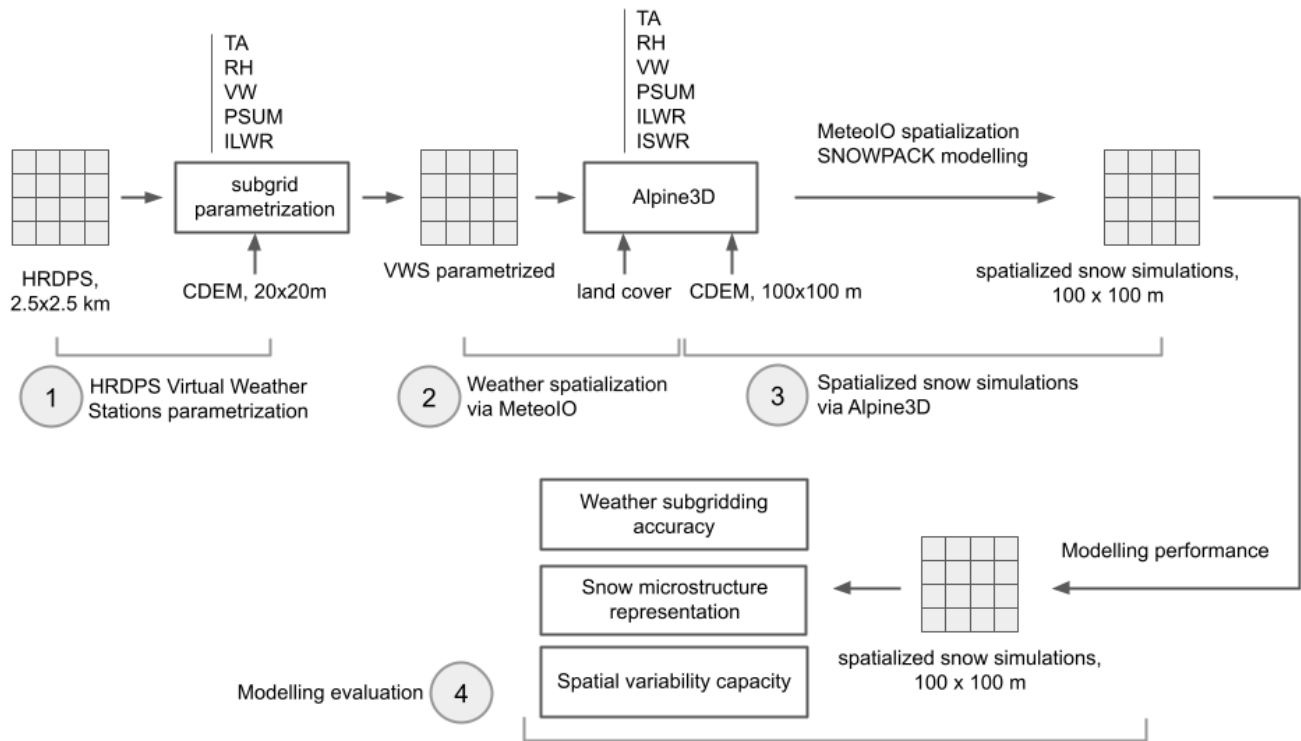 TA
RH
VW
PSUM
ILWR
subgrid
parametrization
HRDPS,
2.5x2.5 km
CDEM, 20x20m
VWS parametrized
TA
RH
VW
PSUM
ILWR
ISWR
Alpine3D
land cover
CDEM, 100x100 m
MeteoIO spatialization
SNOWPACK modelling
spatialized snow simulations,
100 x 100 m
1
HRDPS Virtual Weather
Stations parametrization
2
Weather spatialization
via MeteoIO
3
Spatialized snow simulations
via Alpine3D
Weather subgridding
accuracy
Snow microstructure
representation
Spatial variability capacity
Modelling performance
spatialized snow simulations,
100 x 100 m
Modelling evaluation
4